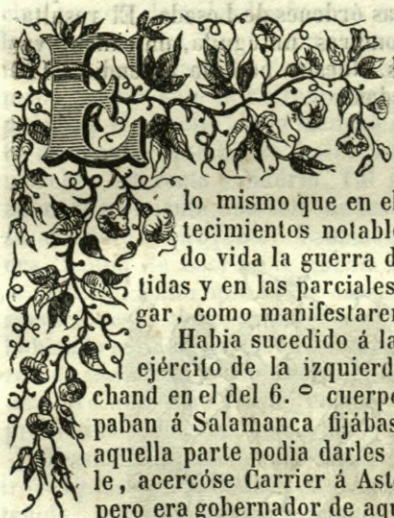 E
lo mismo que en el
tecimientos notable
do vida la guerra d
tidas y en las parciales
gar, como manifestarer
Habia sucedido á la
ejército de la izquierd
chand en el del 6.º cuerpo
paban á Salamanca fijábas
aquella parte podia darles
le, acercóse Carrier á Ast
pero era gobernador de aqu